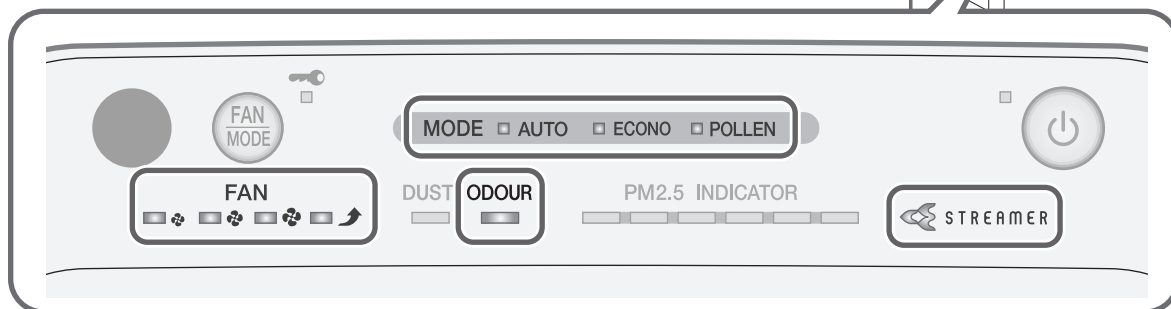 FAN
MODE
MODE AUTO ECONO POLLEN
FAN
DUST
ODOUR
PM2.5 INDICATOR
STREAMER